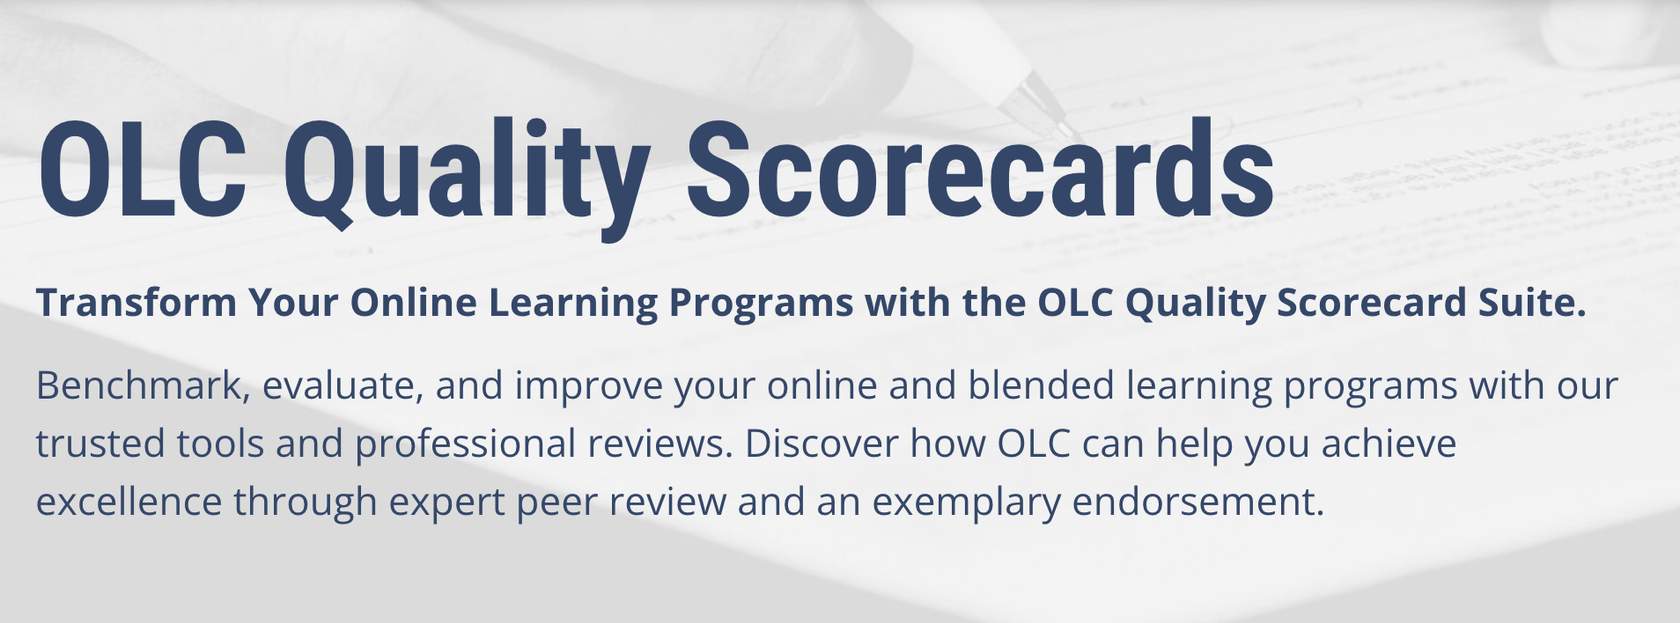 OLC Quality Scorecards
Transform Your Online Learning Programs with the OLC Quality Scorecard Suite.
Benchmark, evaluate, and improve your online and blended learning programs with our
trusted tools and professional reviews. Discover how OLC can help you achieve
excellence through expert peer review and an exemplary endorsement.